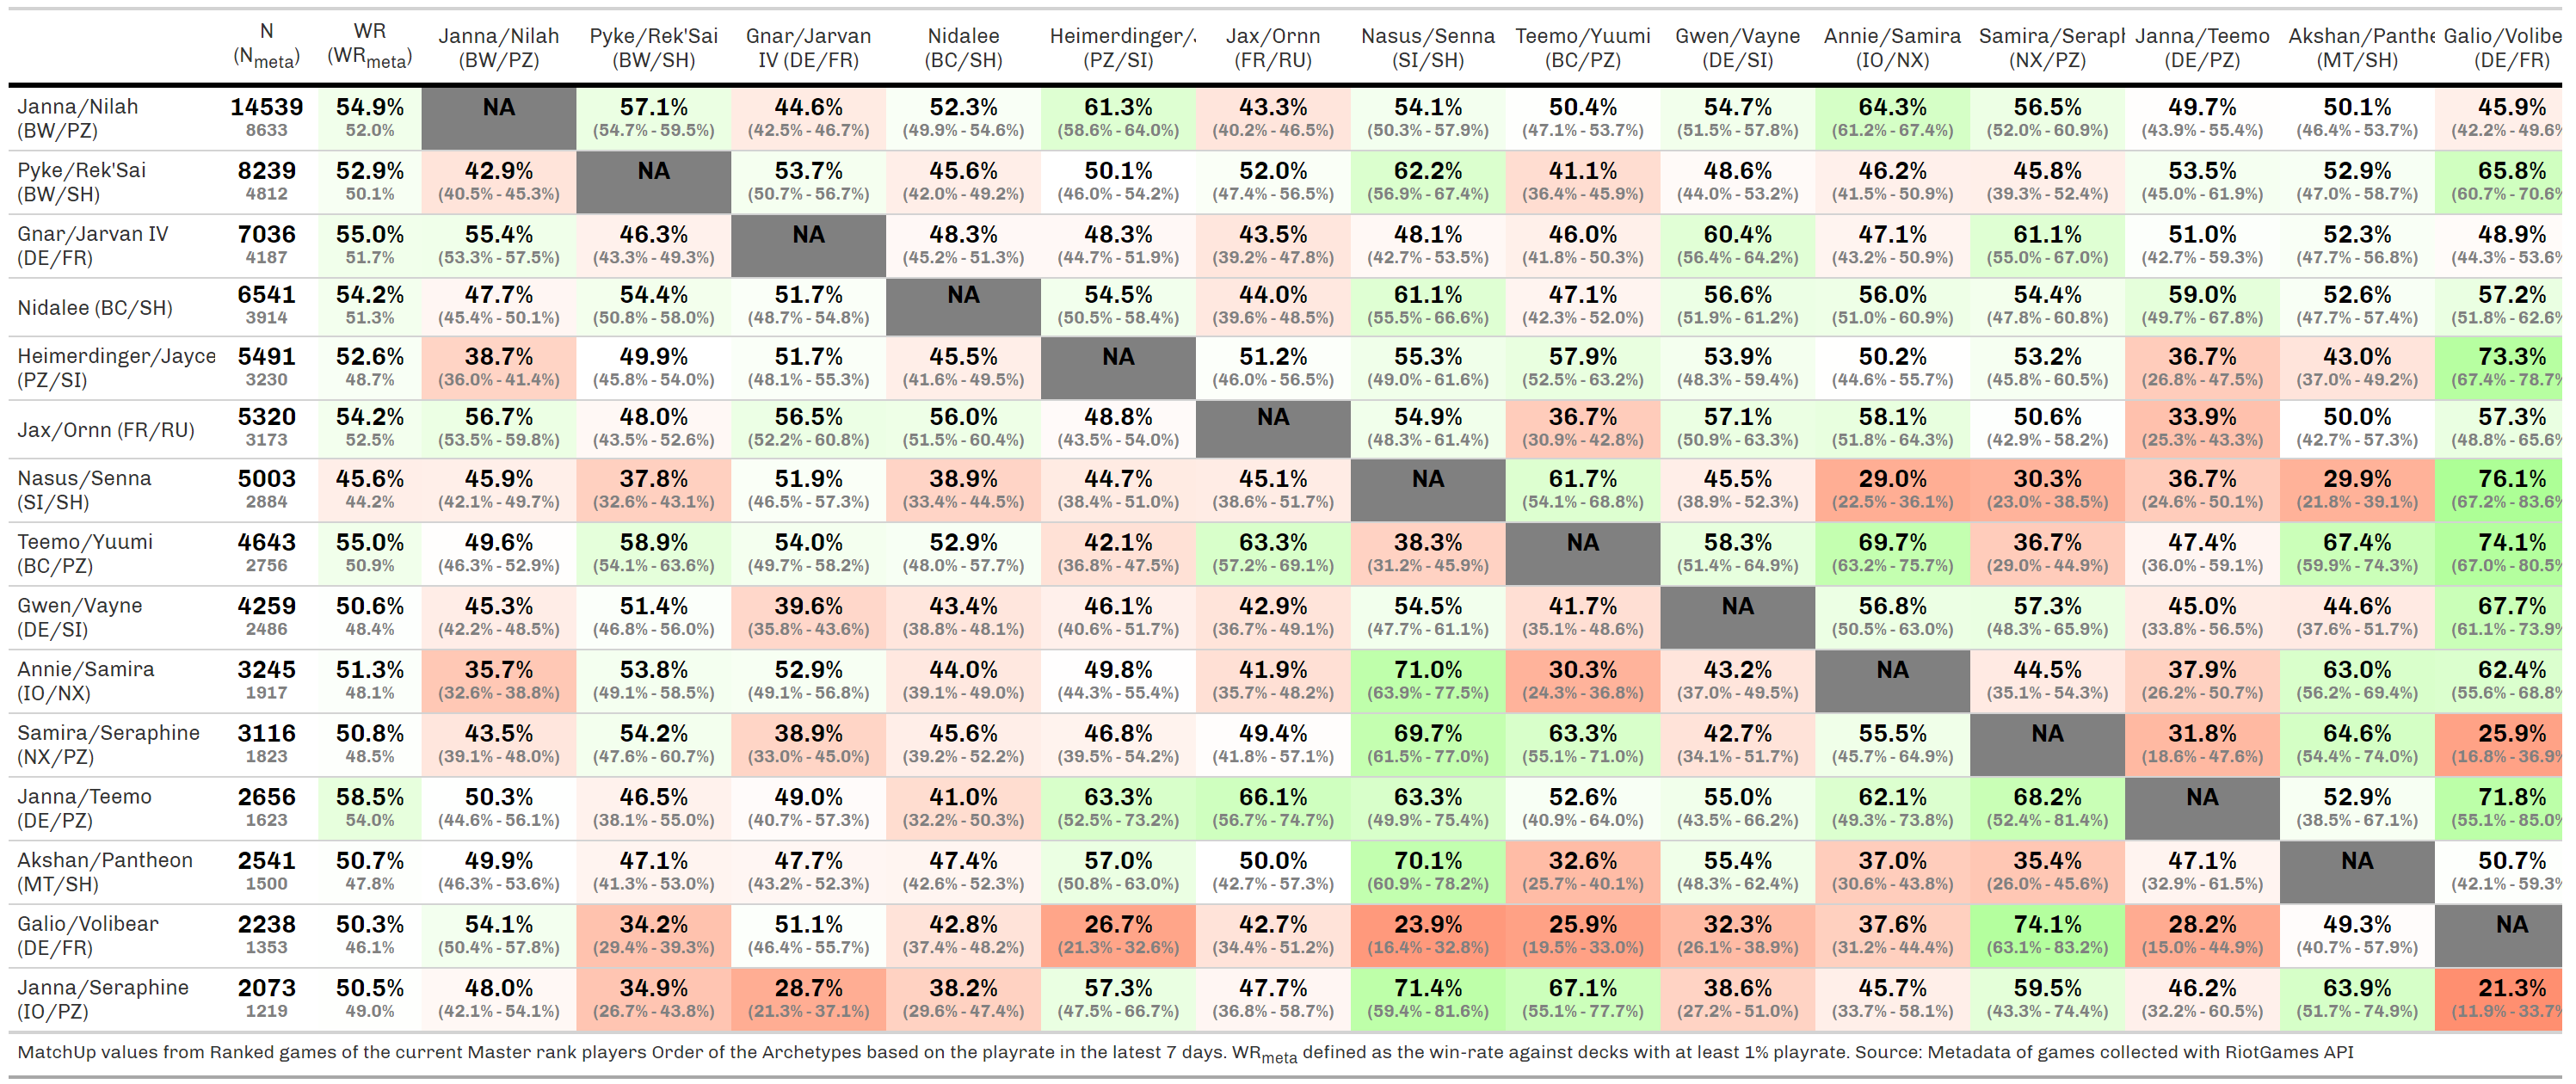 N WR Janna/Nilah Pyke/Rek'Sai Gnar/Jarvan Nidalee Heimerdinger/J Jax/Ornn Nasus/Senna Teemo/Yuumi Gwen/Vayne Annie/Samira Samira/Seraph Janna/Teemo Akshan/Panthe Galio/Volibe
(Nmeta) (WRmeta) (BW/PZ) (BW/SH) IV (DE/FR) (BC/SH) (PZ/SI) (FR/RU) (SI/SH) (BC/PZ) (DE/SI) (IO/NX) (NX/PZ) (DE/PZ) (MT/SH) (DE/FR)
Janna/Nilah 14539 54.9% NA 57.1% 44.6% 52.3% 61.3% 43.3% 54.1% 50.4% 54.7% 64.3% 56.5% 49.7% 50.1% 45.9%
(BW/PZ) 8633 52.0% (54.7% - 59.5%) (42.5% - 46.7%) (49.9% - 54.6%) (58.6% - 64.0%) (40.2% - 46.5%) (50.3% - 57.9%) (47.1% - 53.7%) (51.5% - 57.8%) (61.2% - 67.4%) (52.0% - 60.9%) (43.9% - 55.4%) (46.4% - 53.7%) (42.2% - 49.6%
Pyke/Rek'Sai 8239 52.9% 42.9% NA 53.7% 45.6% 50.1% 52.0% 62.2% 41.1% 48.6% 46.2% 45.8% 53.5% 52.9% 65.8%
(BW/SH) 4812 50.1% (40.5% - 45.3%) (50.7% - 56.7%) (42.0% - 49.2%) (46.0% - 54.2%) (47.4% - 56.5%) (56.9% - 67.4%) (36.4% - 45.9%) (44.0% - 53.2%) (41.5% - 50.9%) (39.3% - 52.4%) (45.0% - 61.9%) (47.0% - 58.7%) (60.7% - 70.6%
Gnar/Jarvan IV 7036 55.0% 55.4% 46.3% NA 48.3% 48.3% 43.5% 48.1% 46.0% 60.4% 47.1% 61.1% 51.0% 52.3% 48.9%
(DE/FR) 4187 51.7% (53.3% - 57.5%) (43.3% - 49.3%) (45.2% - 51.3%) (44.7% - 51.9%) (39.2% - 47.8%) (42.7% - 53.5%) (41.8% - 50.3%) (56.4% - 64.2%) (43.2% - 50.9%) (55.0% - 67.0%) (42.7% - 59.3%) (47.7% - 56.8%) (44.3% - 53.6%
Nidalee (BC/SH) 6541 54.2% 47.7% 54.4% 51.7% NA 54.5% 44.0% 61.1% 47.1% 56.6% 56.0% 54.4% 59.0% 52.6% 57.2%
3914 51.3% (45.4% - 50.1%) (50.8% - 58.0%) (48.7% - 54.8%) (50.5% - 58.4%) (39.6% - 48.5%) (55.5% - 66.6%) (42.3% - 52.0%) (51.9% - 61.2%) (51.0% - 60.9%) (47.8% - 60.8%) (49.7% - 67.8%) (47.7% - 57.4%) (51.8% - 62.6%
Heimerdinger/Jayce 5491 52.6% 38.7% 49.9% 51.7% 45.5% NA 51.2% 55.3% 57.9% 53.9% 50.2% 53.2% 36.7% 43.0% 73.3%
(PZ/SI) 3230 48.7% (36.0% - 41.4%) (45.8% - 54.0%) (48.1% - 55.3%) (41.6% - 49.5%) (46.0% - 56.5%) (49.0% - 61.6%) (52.5% - 63.2%) (48.3% - 59.4%) (44.6% - 55.7%) (45.8% - 60.5%) (26.8% - 47.5%) (37.0% - 49.2%) (67.4% - 78.7%
Jax/Ornn (FR/RU) 5320 54.2% 56.7% 48.0% 56.5% 56.0% 48.8% NA 54.9% 36.7% 57.1% 58.1% 50.6% 33.9% 50.0% 57.3%
3173 52.5% (53.5% - 59.8%) (43.5% - 52.6%) (52.2% - 60.8%) (51.5% - 60.4%) (43.5% - 54.0%) (48.3% - 61.4%) (30.9% - 42.8%) (50.9% - 63.3%) (51.8% - 64.3%) (42.9% - 58.2%) (25.3% - 43.3%) (42.7% - 57.3%) (48.8% - 65.6%
Nasus/Senna 5003 45.6% 45.9% 37.8% 51.9% 38.9% 44.7% 45.1% NA 61.7% 45.5% 29.0% 30.3% 36.7% 29.9% 76.1%
(SI/SH) 2884 44.2% (42.1% - 49.7%) (32.6% - 43.1%) (46.5% - 57.3%) (33.4% - 44.5%) (38.4% - 51.0%) (38.6% - 51.7%) (54.1% - 68.8%) (38.9% - 52.3%) (22.5% - 36.1%) (23.0% - 38.5%) (24.6% - 50.1%) (21.8% - 39.1%) (67.2% - 83.6%
Teemo/Yuumi 4643 55.0% 49.6% 58.9% 54.0% 52.9% 42.1% 63.3% 38.3% NA 58.3% 69.7% 36.7% 47.4% 67.4% 74.1%
(BC/PZ) 2756 50.9% (46.3% - 52.9%) (54.1% - 63.6%) (49.7% - 58.2%) (48.0% - 57.7%) (36.8% - 47.5%) (57.2% - 69.1%) (31.2% - 45.9%) (51.4% - 64.9%) (63.2% - 75.7%) (29.0% - 44.9%) (36.0% - 59.1%) (59.9% - 74.3%) (67.0% - 80.5%
Gwen/Vayne 4259 50.6% 45.3% 51.4% 39.6% 43.4% 46.1% 42.9% 54.5% 41.7% NA 56.8% 57.3% 45.0% 44.6% 67.7%
(DE/SI) 2486 48.4% (42.2% - 48.5%) (46.8% - 56.0%) (35.8% - 43.6%) (38.8% - 48.1%) (40.6% - 51.7%) (36.7% - 49.1%) (47.7% - 61.1%) (35.1% - 48.6%) (50.5% - 63.0%) (48.3% - 65.9%) (33.8% - 56.5%) (37.6% - 51.7%) (61.1% - 73.9%
Annie/Samira 3245 51.3% 35.7% 53.8% 52.9% 44.0% 49.8% 41.9% 71.0% 30.3% 43.2% NA 44.5% 37.9% 63.0% 62.4%
(IO/NX) 1917 48.1% (32.6% - 38.8%) (49.1% - 58.5%) (49.1% - 56.8%) (39.1% - 49.0%) (44.3% - 55.4%) (35.7% - 48.2%) (63.9% - 77.5%) (24.3% - 36.8%) (37.0% - 49.5%) (35.1% - 54.3%) (26.2% - 50.7%) (56.2% - 69.4%) (55.6% - 68.8%
Samira/Seraphine 3116 50.8% 43.5% 54.2% 38.9% 45.6% 46.8% 49.4% 69.7% 63.3% 42.7% 55.5% NA 31.8% 64.6% 25.9%
(NX/PZ) 1823 48.5% (39.1% - 48.0%) (47.6% - 60.7%) (33.0% - 45.0%) (39.2% - 52.2%) (39.5% - 54.2%) (41.8% - 57.1%) (61.5% - 77.0%) (55.1% - 71.0%) (34.1% - 51.7%) (45.7% - 64.9%) (18.6% - 47.6%) (54.4% - 74.0%) (16.8% - 36.9%
Janna/Teemo 2656 58.5% 50.3% 46.5% 49.0% 41.0% 63.3% 66.1% 63.3% 52.6% 55.0% 62.1% 68.2% NA 52.9% 71.8%
(DE/PZ) 1623 54.0% (44.6% - 56.1%) (38.1% - 55.0%) (40.7% - 57.3%) (32.2% - 50.3%) (52.5% - 73.2%) (56.7% - 74.7%) (49.9% - 75.4%) (40.9% - 64.0%) (43.5% - 66.2%) (49.3% - 73.8%) (52.4% - 81.4%) (38.5% - 67.1%) (55.1% - 85.0%
Akshan/Pantheon 2541 50.7% 49.9% 47.1% 47.7% 47.4% 57.0% 50.0% 70.1% 32.6% 55.4% 37.0% 35.4% 47.1% NA 50.7%
(MT/SH) 1500 47.8% (46.3% - 53.6%) (41.3% - 53.0%) (43.2% - 52.3%) (42.6% - 52.3%) (50.8% - 63.0%) (42.7% - 57.3%) (60.9% - 78.2%) (25.7% - 40.1%) (48.3% - 62.4%) (30.6% - 43.8%) (26.0% - 45.6%) (32.9% - 61.5%) (42.1% - 59.3%
Galio/Volibear 2238 50.3% 54.1% 34.2% 51.1% 42.8% 26.7% 42.7% 23.9% 25.9% 32.3% 37.6% 74.1% 28.2% 49.3% NA
(DE/FR) 1353 46.1% (50.4% - 57.8%) (29.4% - 39.3%) (46.4% - 55.7%) (37.4% - 48.2%) (21.3% - 32.6%) (34.4% - 51.2%) (16.4% - 32.8%) (19.5% - 33.0%) (26.1% - 38.9%) (31.2% - 44.4%) (63.1% - 83.2%) (15.0% - 44.9%) (40.7% - 57.9%)
Janna/Seraphine 2073 50.5% 48.0% 34.9% 28.7% 38.2% 57.3% 47.7% 71.4% 67.1% 38.6% 45.7% 59.5% 46.2% 63.9% 21.3%
(IO/PZ) 1219 49.0% (42.1% - 54.1%) (26.7% - 43.8%) (21.3% - 37.1%) (29.6% - 47.4%) (47.5% - 66.7%) (36.8% - 58.7%) (59.4% - 81.6%) (55.1% - 77.7%) (27.2% - 51.0%) (33.7% - 58.1%) (43.3% - 74.4%) (32.2% - 60.5%) (51.7% - 74.9%) (11.9% - 33.7%
MatchUp values from Ranked games of the current Master rank players Order of the Archetypes based on the playrate in the latest 7 days. WRmeta defined as the win-rate against decks with at least 1% playrate. Source: Metadata of games collected with RiotGames API